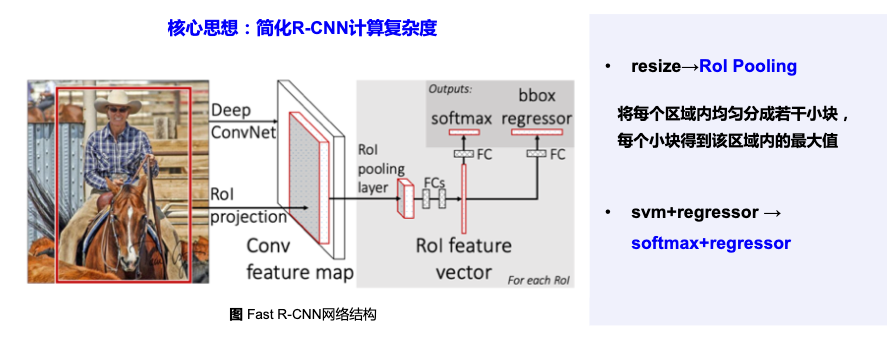 核心思想：简化R-CNN计算复杂度
Deep
ConvNet
RoI
projection
Conv
feature map
RoI
pooling
layer
FCs
Outputs:
softmax
bbox
regressor
FC
FC
RoI feature
vector
For each RoI
图 Fast R-CNN网络结构
• resize→RoI Pooling
将每个区域内均匀分成若干小块，
每个小块得到该区域内的最大值
• svm+regressor →
softmax+regressor